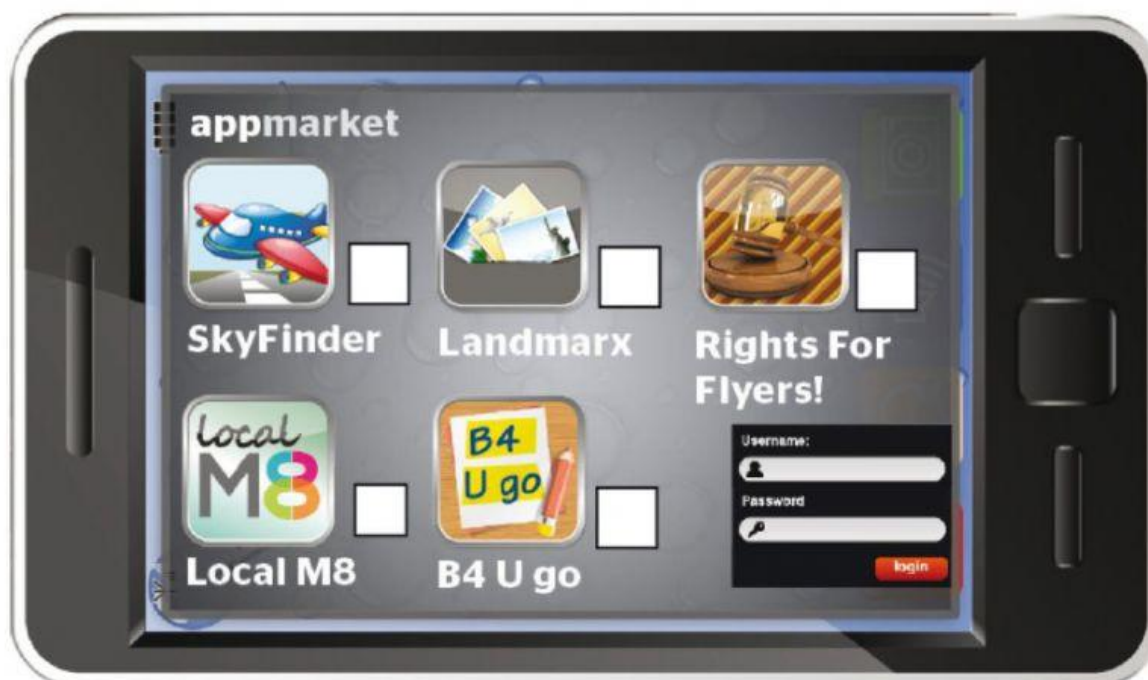 appmarket
SkyFinder
Landmarx
Rights For
Flyers!
local
M8
Local M8
B4
U go
B4 U go
Username:
Password
login